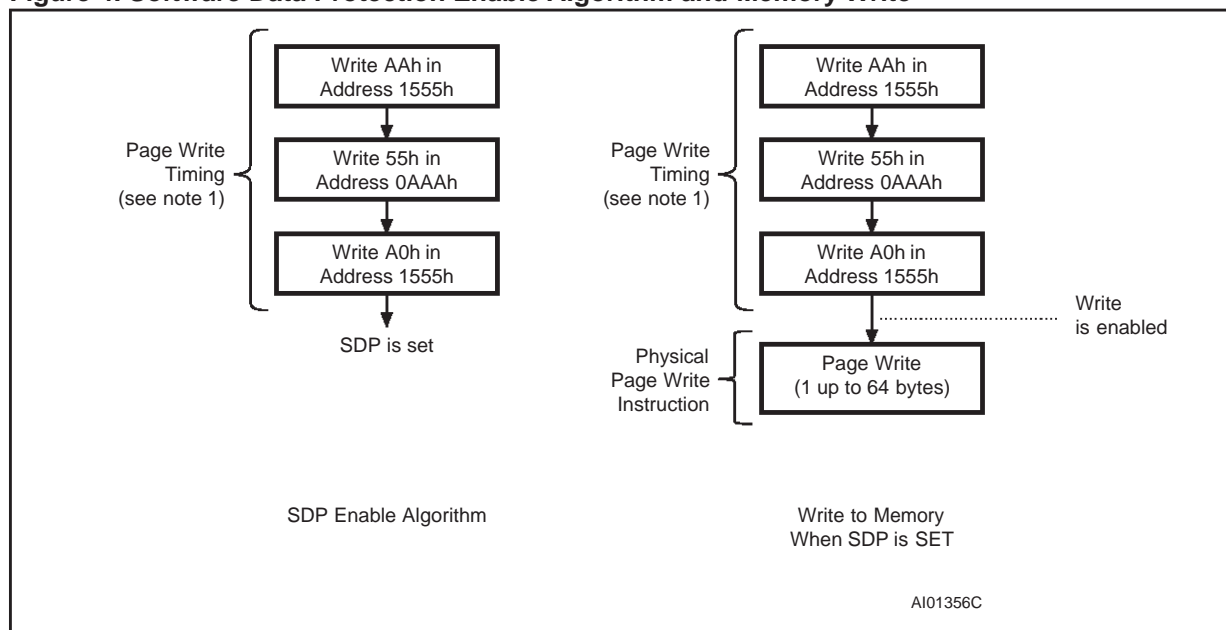 Figure 4. Software Data Protection Enable Algorithm and Memory Write
Write AAh in
Address 1555h
Page Write
Timing
(see note 1)
Write 55h in
Address 0AAAh
Write A0h in
Address 1555h
SDP is set
SDP Enable Algorithm
Write AAh in
Address 1555h
Page Write
Timing
(see note 1)
Write 55h in
Address 0AAAh
Write A0h in
Address 1555h
Write
is enabled
Physical
Page Write
Instruction
Page Write
(1 up to 64 bytes)
Write to Memory
When SDP is SET
AI01356C